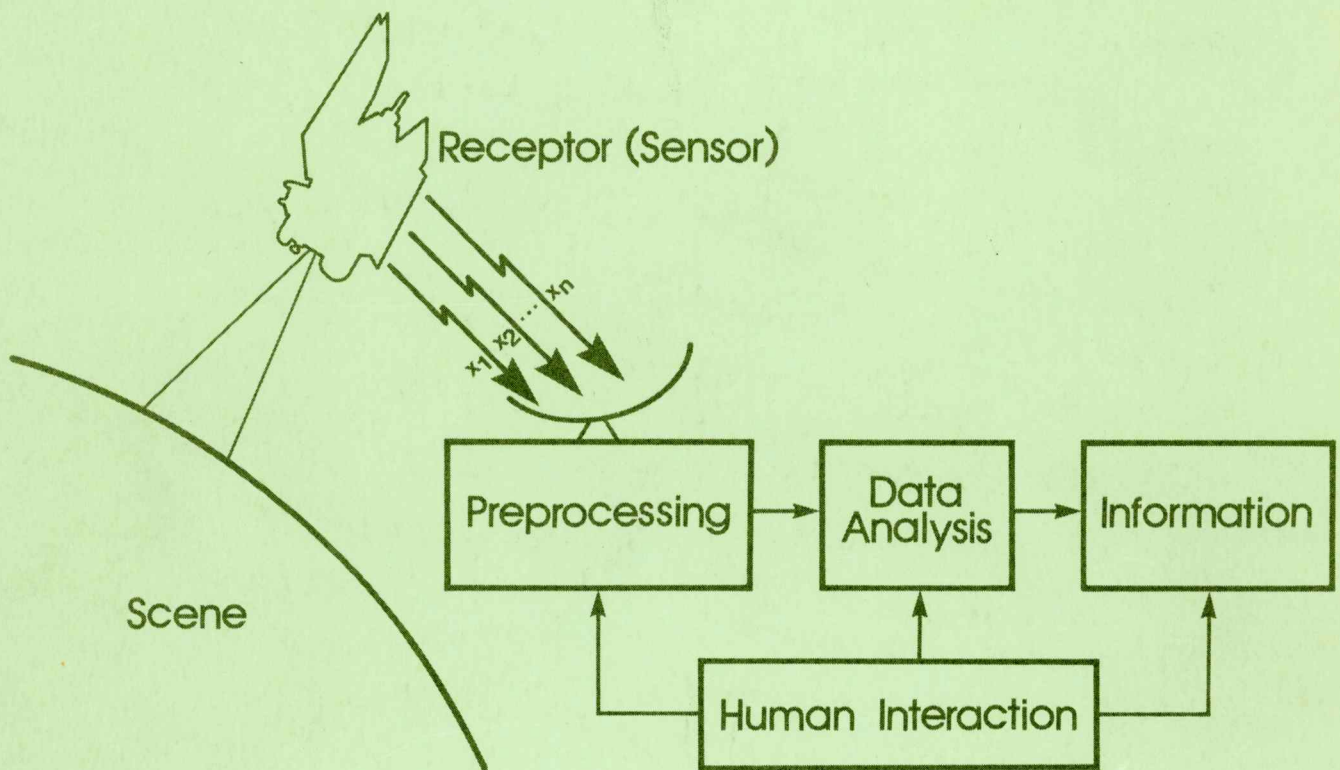 Receptor (Sensor)
x1 x2 ..... xn
Preprocessing
Data
Analysis
Information
Scene
Human Interaction